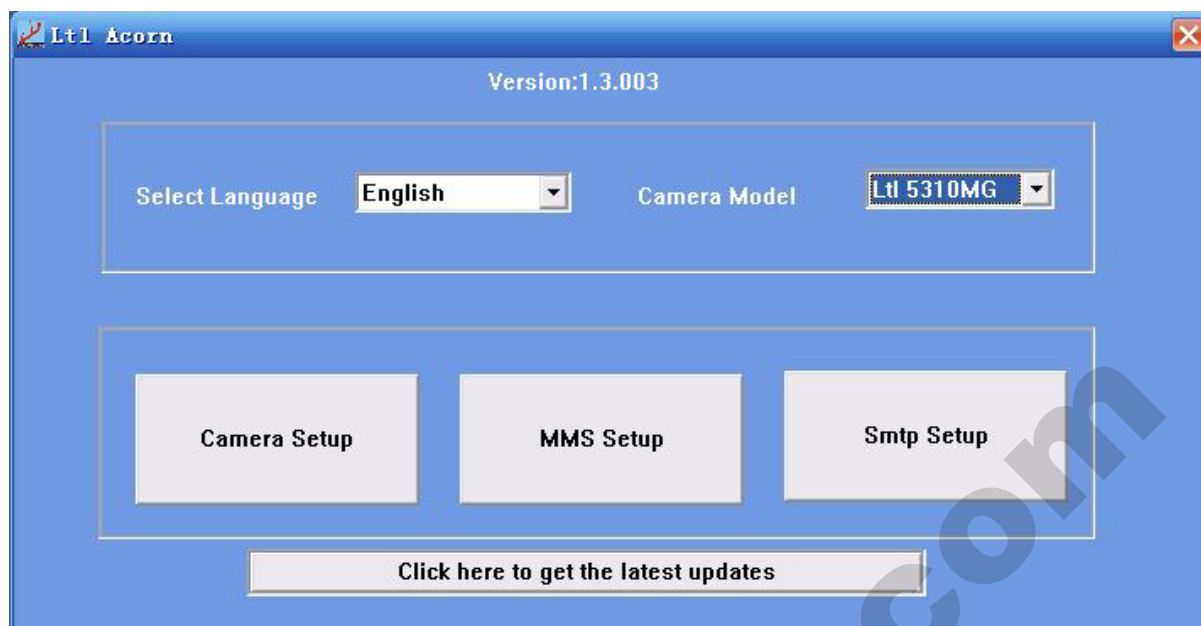 Ltl Acorn
Version:1.3.003
Select Language English Camera Model Ltl 5310MG
Camera Setup MMS Setup Smtp Setup
Click here to get the latest updates
com